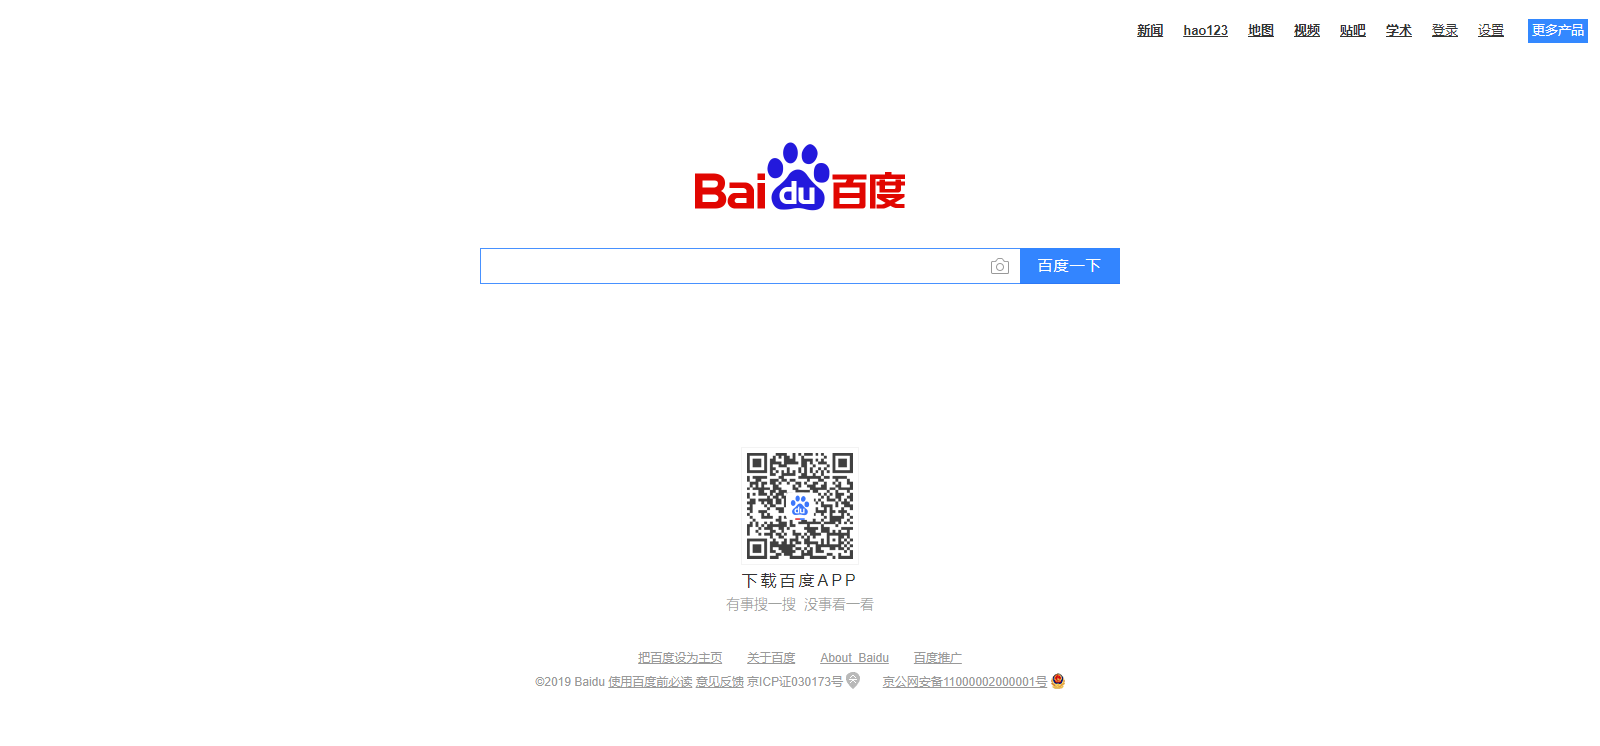 新闻 hao123 地图 视频 贴吧 学术 登录 设置 更多产品
Bai du 百度
百度一下
du
下载百度APP
有事搜一搜 没事看一看
把百度设为主页 关于百度 About Baidu 百度推广
©2019 Baidu 使用百度前必读 意见反馈 京ICP证030173号 京公网安备11000002000001号